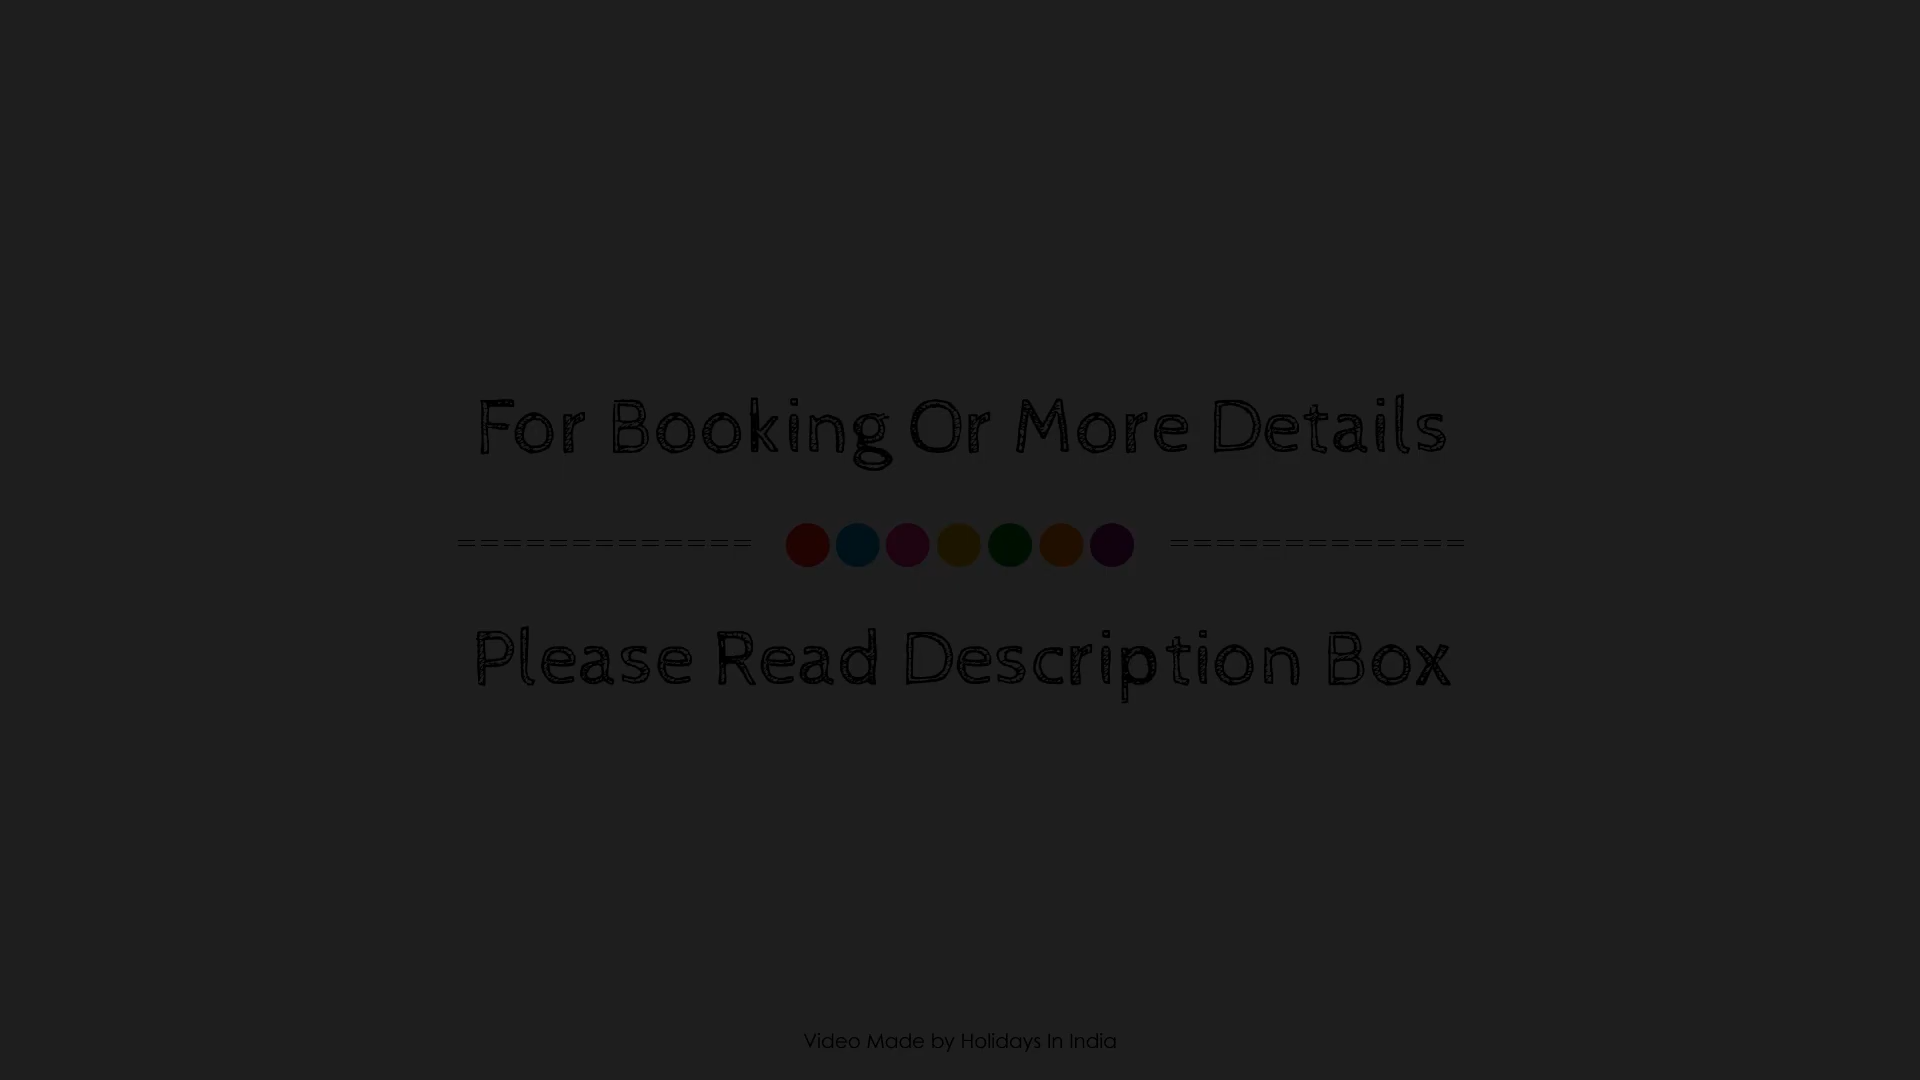 For Booking Or More Details
============= =============
Please Read Description Box
Video Made by Holidays In India